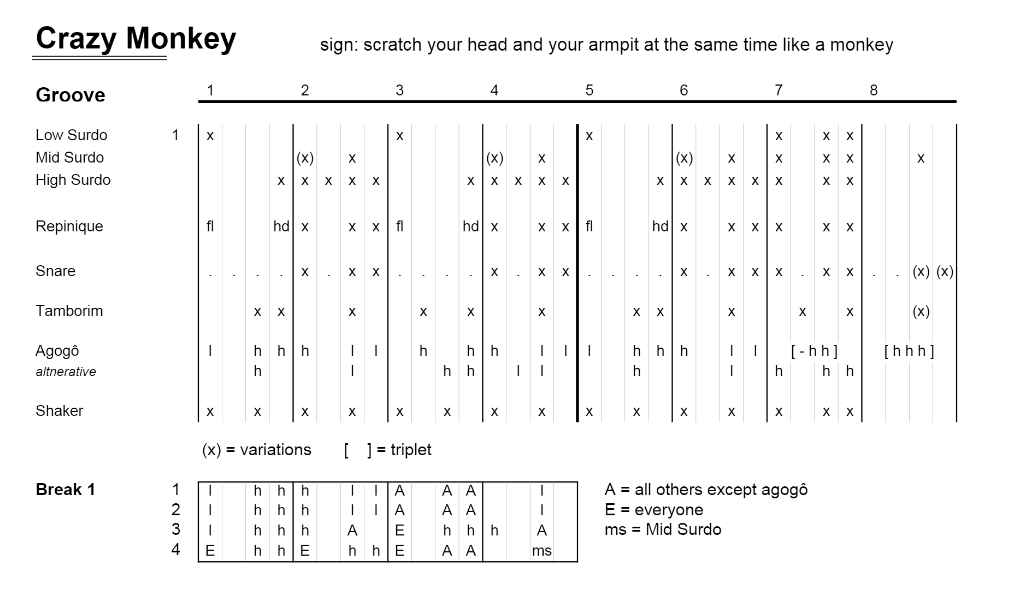 Crazy Monkey
sign: scratch your head and your armpit at the same time like a monkey
Groove 1 2 3 4 5 6 7 8
Low Surdo 1 x x x x x x
Mid Surdo (x) x (x) x (x) x x x x x
High Surdo x x x x x x x x x x x x x x x x x x
Repinique fl hd x x x fl hd x x x fl hd x x x x x x
Snare . . . . x . x x . . . . x . x x . . . . x . x x x . x x . . (x) (x)
Tamborim x x x x x x x x x x x (x)
Agogô l h h h l l h h h l l l h h h l l [ - h h ] [ h h h ]
altnerative h l h h l l h l h h h
Shaker x x x x x x x x x x x x x x x
(x) = variations [ ] = triplet
Break 1 1 l h h h l l A A A l A = all others except agogô
2 l h h h l l A A A l E = everyone
3 l h h h A E h h h A ms = Mid Surdo
4 E h h E h h E A A ms